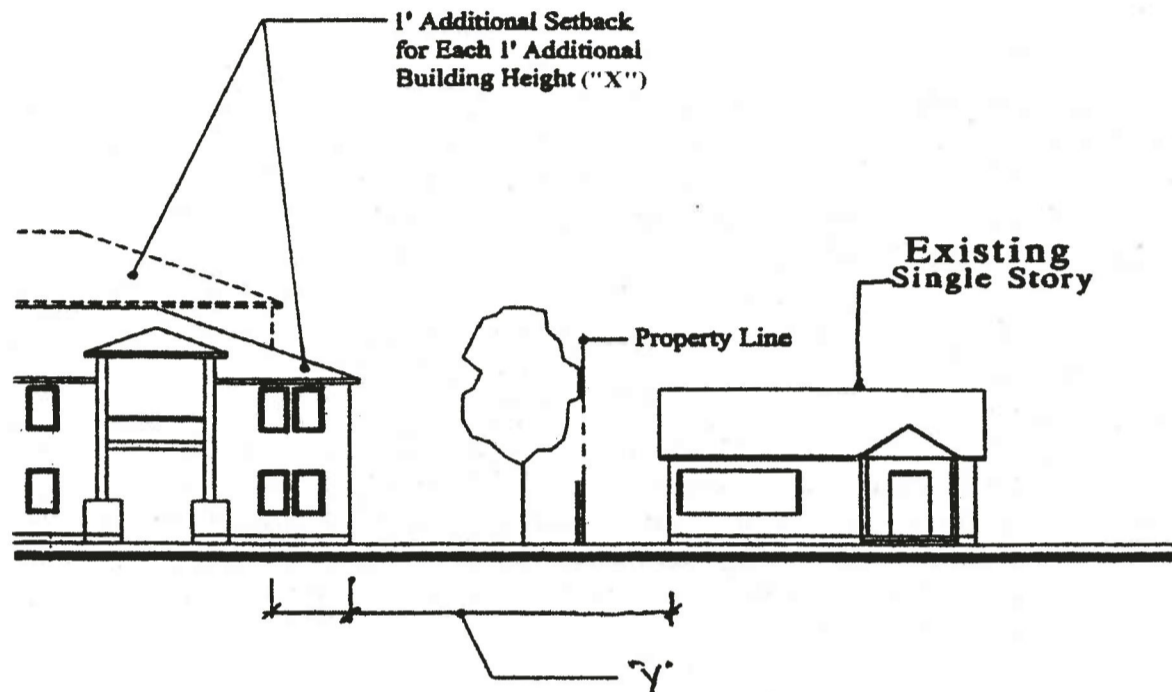 1' Additional Setback
for Each 1' Additional
Building Height ("X")
Existing
Single Story
Property Line
"Y"